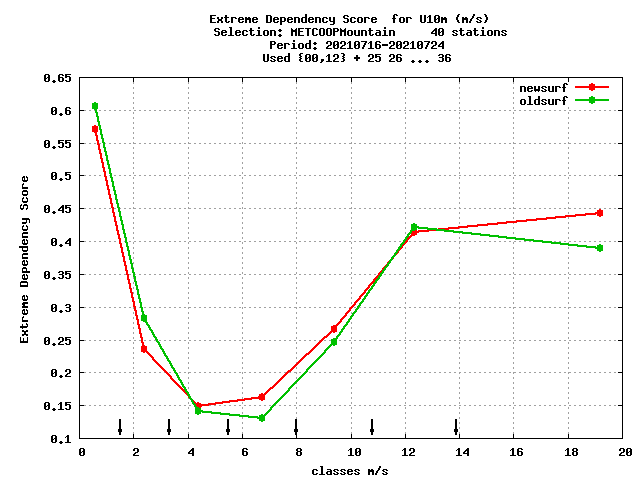 Extreme Dependency Score  for U10m (m/s)
Selection: METCOOPMountain     40 stations
Period: 20210716-20210724
Used {00,12} + 25 26 ... 36
newsurf
oldsurf
Extreme Dependency Score
0.65
0.6
0.55
0.5
0.45
0.4
0.35
0.3
0.25
0.2
0.15
0.1
0 2 4 6 8 10 12 14 16 18 20
classes m/s